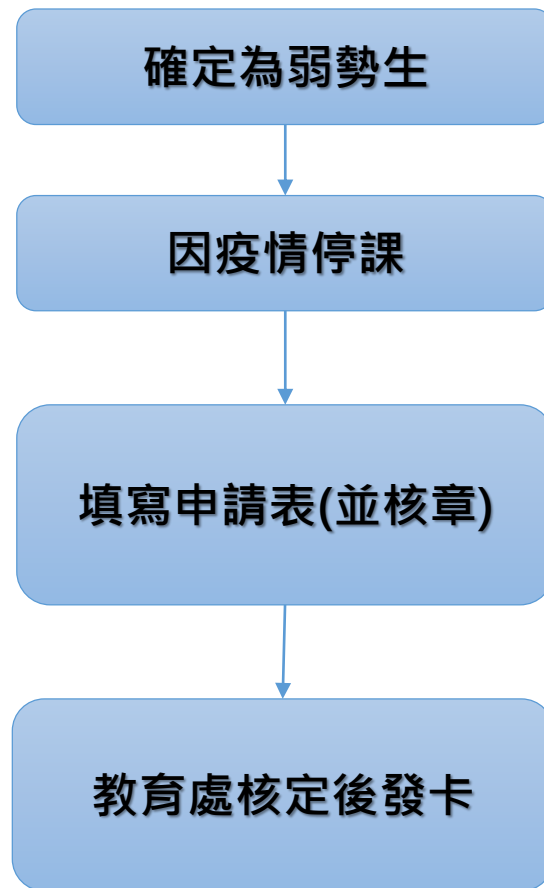 確定為弱勢生
因疫情停課
填寫申請表(並核章)
教育處核定後發卡